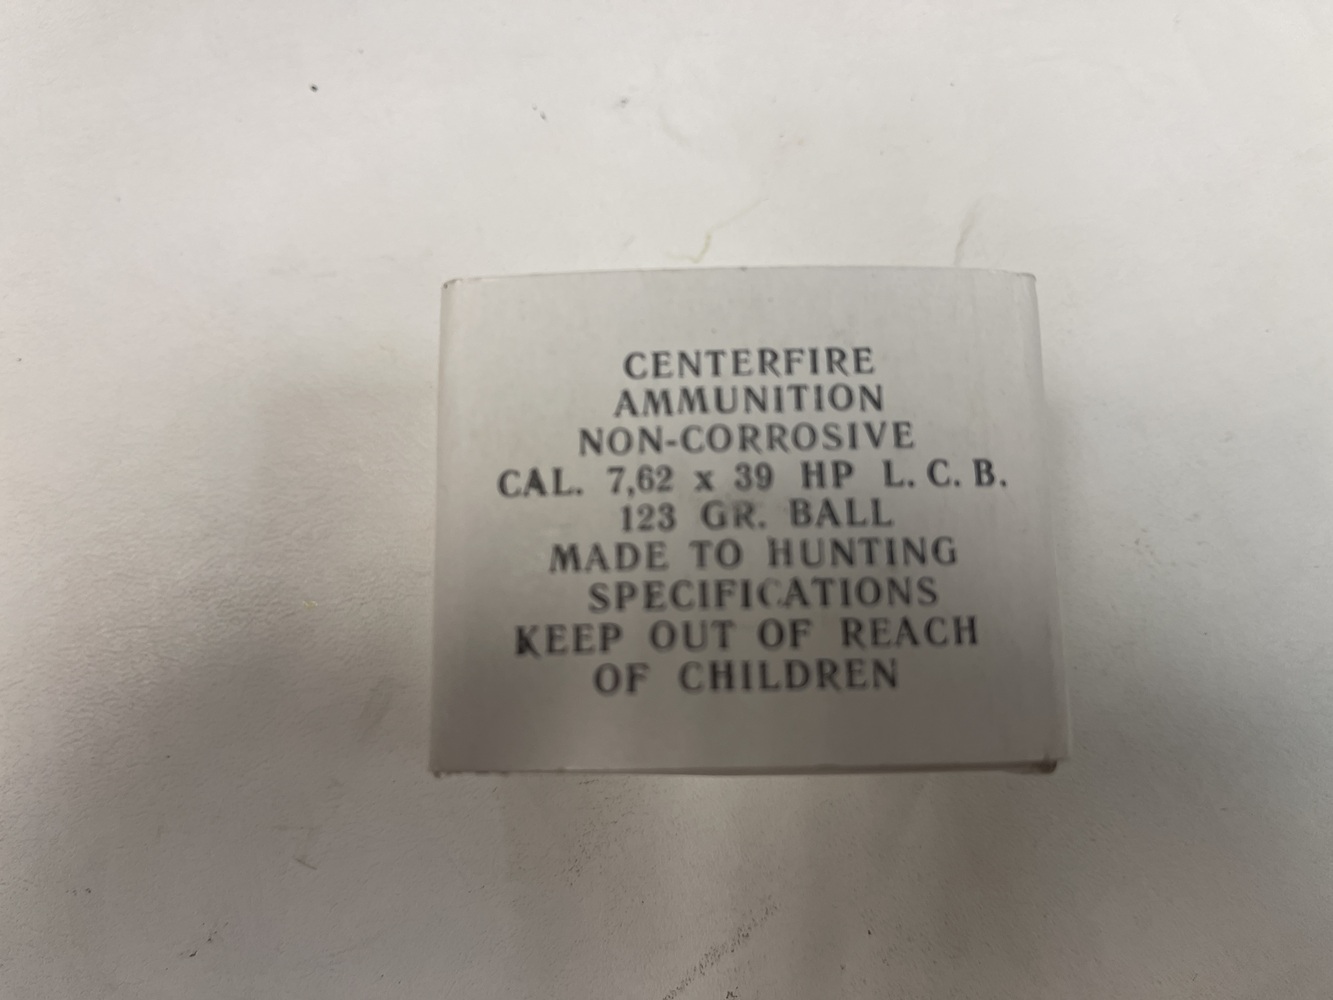 CENTERFIRE
AMMUNITION
NON-CORROSIVE
CAL. 7,62 x 39 HP L. C. B.
123 GR. BALL
MADE TO HUNTING
SPECIFICATIONS
KEEP OUT OF REACH
OF CHILDREN